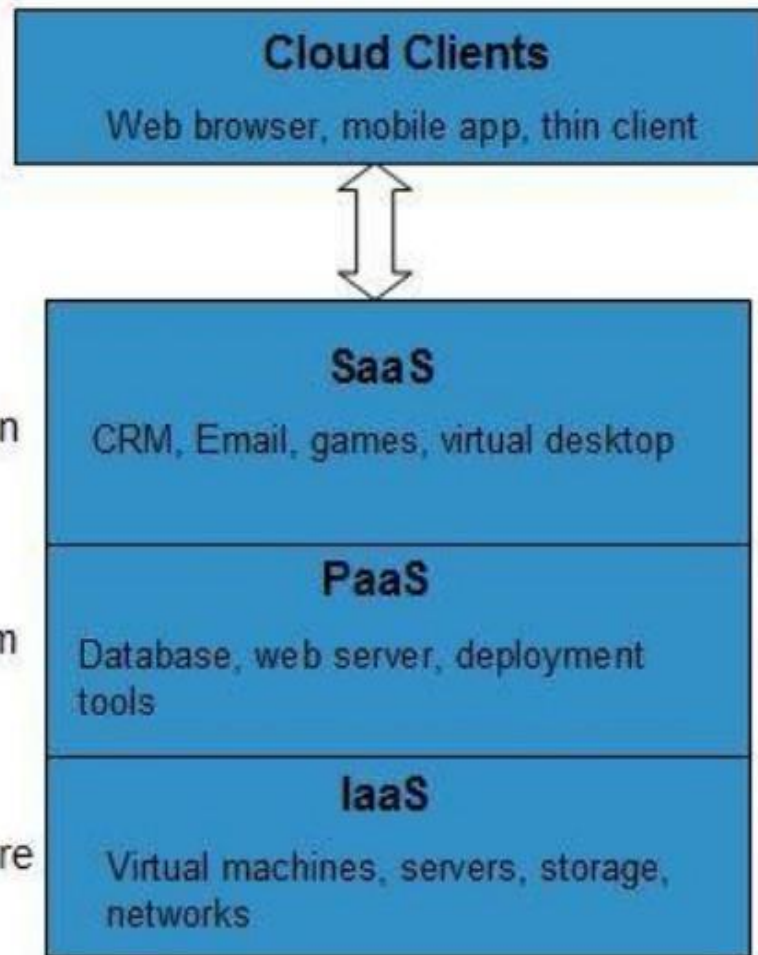 Cloud Clients
Web browser, mobile app, thin client
SaaS
n
CRM, Email, games, virtual desktop
PaaS
m
Database, web server, deployment
tools
IaaS
re
Virtual machines, servers, storage,
networks